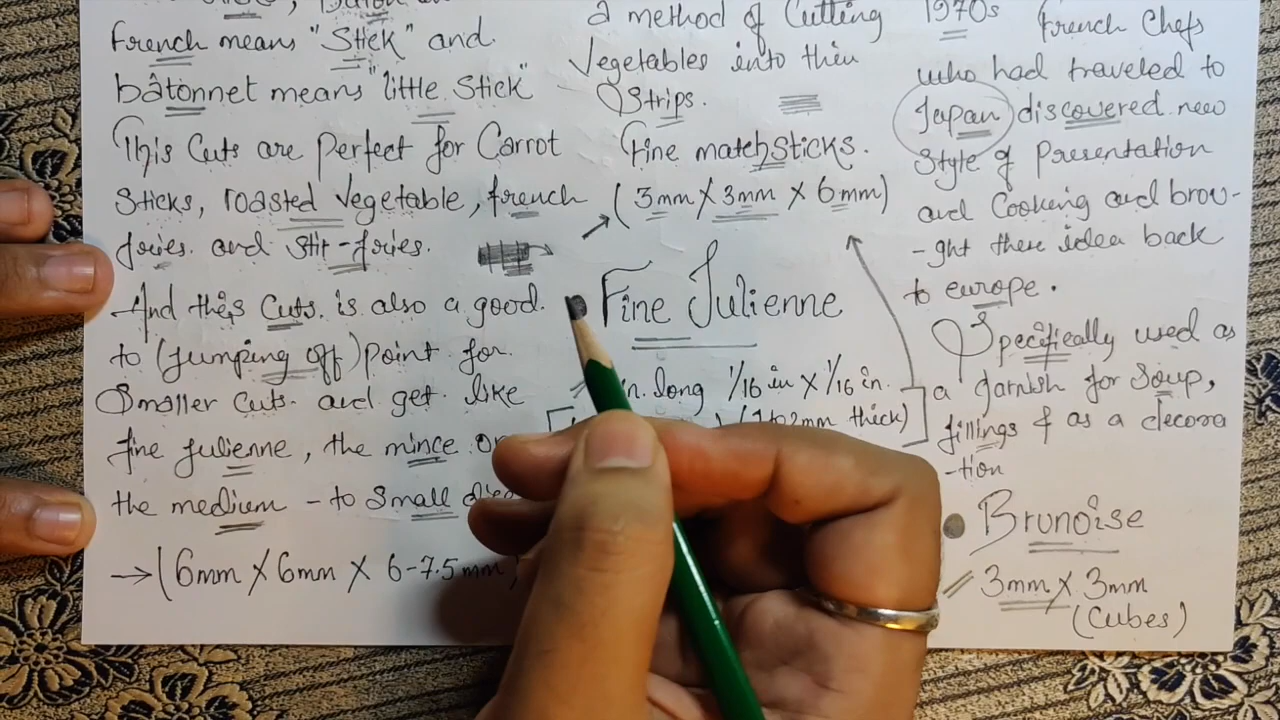 French means "Stick" and
bâtonnet means "little Stick"
This Cuts are Perfect for Carrot
Sticks, roasted vegetable, french
fries and stir-fries.
And this Cuts is also a good
to (Jumping off) Point for
Smaller Cuts and get like
fine Julienne, the mince or
the medium - to Small
→ (6mm X 6mm X 6-7.5mm)
a method of Cutting
Vegetables into thin
Strips.
Fine matchsticks.
(3mm X 3mm X 6mm)
Fine Julienne
long 1/16 in X 1/16 in.
(1 to 2mm thick)
1970s French Chefs
who had traveled to
Japan discovered new
Style of Presentation
and Cooking and brou-
-ght there idea back
to europe.
Specifically used as
a garnish for Soup,
fillings & as a decora
-tion
Brunoise
3mm X 3mm
(Cubes)